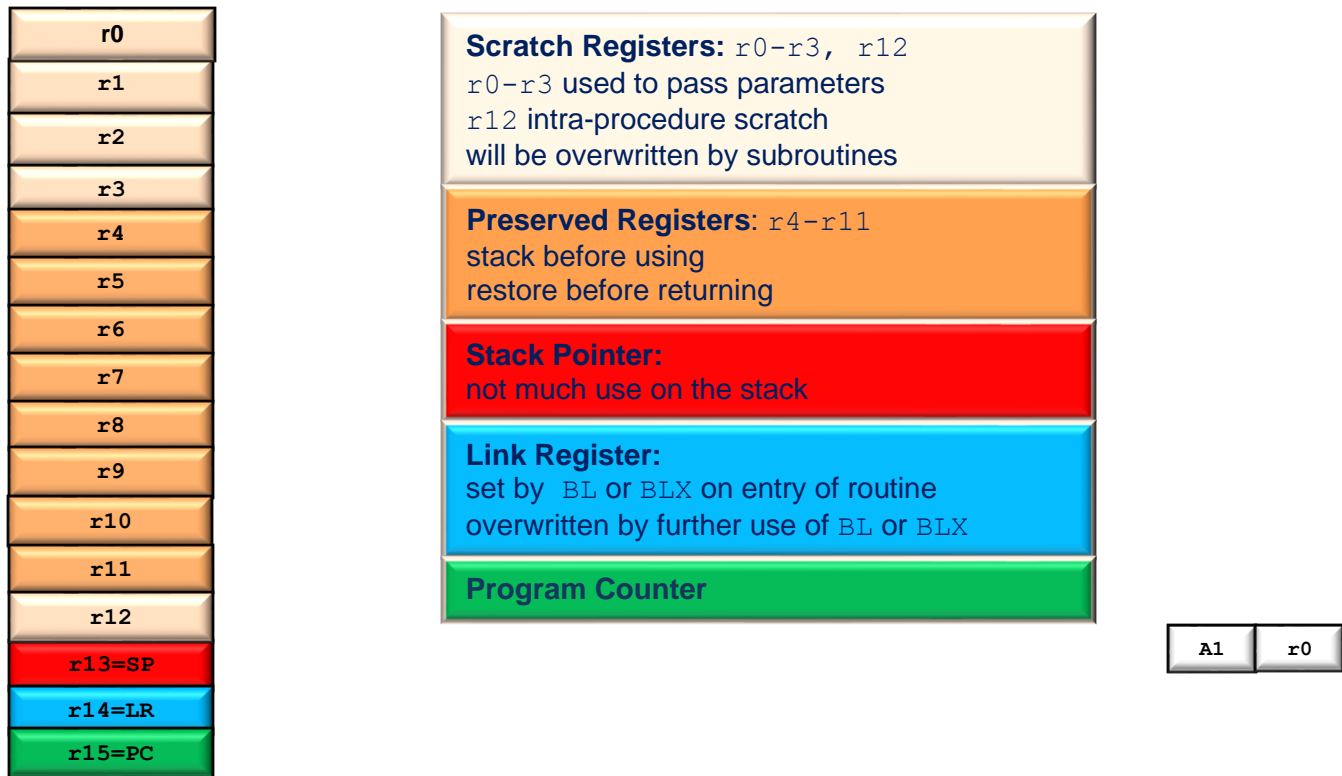 r0
r1
r2
r3
r4
r5
r6
r7
r8
r9
r10
r11
r12
r13=SP
r14=LR
r15=PC
Scratch Registers: r0-r3, r12
r0-r3 used to pass parameters
r12 intra-procedure scratch
will be overwritten by subroutines
Preserved Registers: r4-r11
stack before using
restore before returning
Stack Pointer:
not much use on the stack
Link Register:
set by BL or BLX on entry of routine
overwritten by further use of BL or BLX
Program Counter
A1 r0